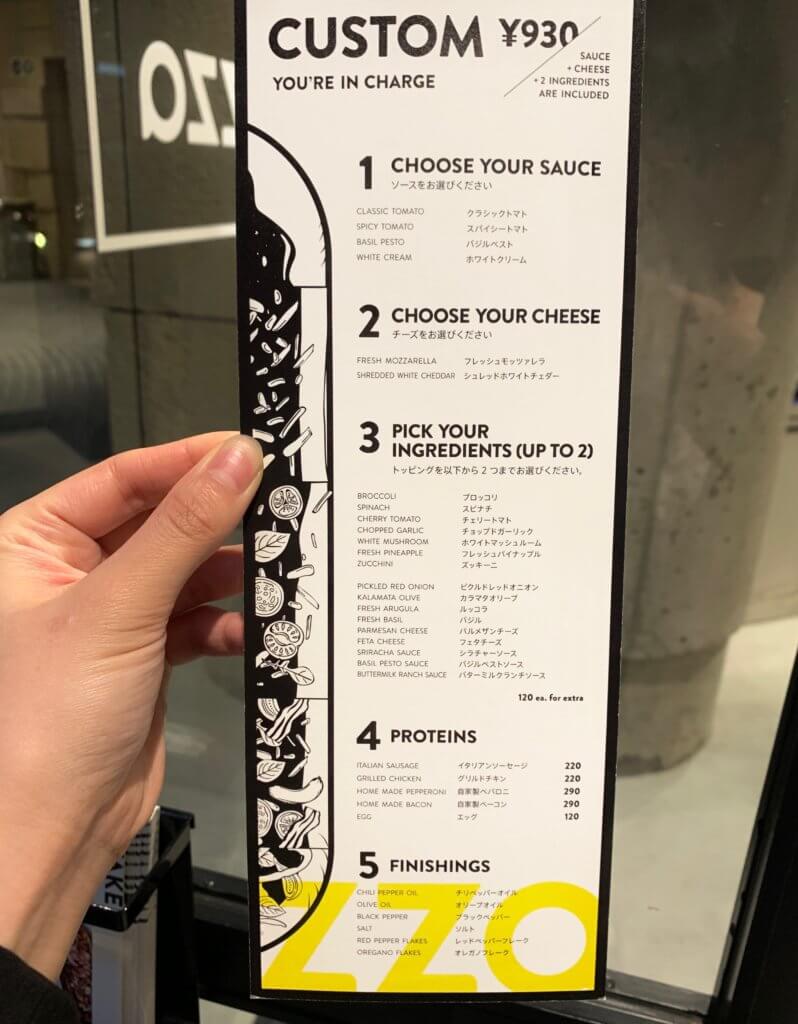 CUSTOM ¥930
SAUCE
+ CHEESE
+ 2 INGREDIENTS
ARE INCLUDED
YOU'RE IN CHARGE
1 CHOOSE YOUR SAUCE
ソースをお選びください
CLASSIC TOMATO クラシックトマト
SPICY TOMATO スパイシートマト
BASIL PESTO バジルペスト
WHITE CREAM ホワイトクリーム
2 CHOOSE YOUR CHEESE
チーズをお選びください
FRESH MOZZARELLA フレッシュモッツァレラ
SHREDDED WHITE CHEDDAR シュレッドホワイトチェダー
3 PICK YOUR
INGREDIENTS (UP TO 2)
トッピングを以下から2つまでお選びください。
BROCCOLI ブロッコリ
SPINACH スピナチ
CHERRY TOMATO チェリートマト
CHOPPED GARLIC チョップドガーリック
WHITE MUSHROOM ホワイトマッシュルーム
FRESH PINEAPPLE フレッシュパイナップル
ZUCCHINI ズッキーニ
PICKLED RED ONION ピクルドレッドオニオン
KALAMATA OLIVE カラマタオリーブ
FRESH ARUGULA ルッコラ
FRESH BASIL バジル
PARMESAN CHEESE パルメザンチーズ
FETA CHEESE フェタチーズ
SRIRACHA SAUCE シラチャーソース
BASIL PESTO SAUCE バジルペストソース
BUTTERMILK RANCH SAUCE バターミルクランチソース
120 ea. for extra
4 PROTEINS
ITALIAN SAUSAGE イタリアンソーセージ 220
GRILLED CHICKEN グリルドチキン 220
HOME MADE PEPPERONI 自家製ペパロニ 290
HOME MADE BACON 自家製ベーコン 290
EGG エッグ 120
5 FINISHINGS
CHILI PEPPER OIL チリペッパーオイル
OLIVE OIL オリーブオイル
BLACK PEPPER ブラックペッパー
SALT ソルト
RED PEPPER FLAKES レッドペッパーフレーク
OREGANO FLAKES オレガノフレーク
ZZO